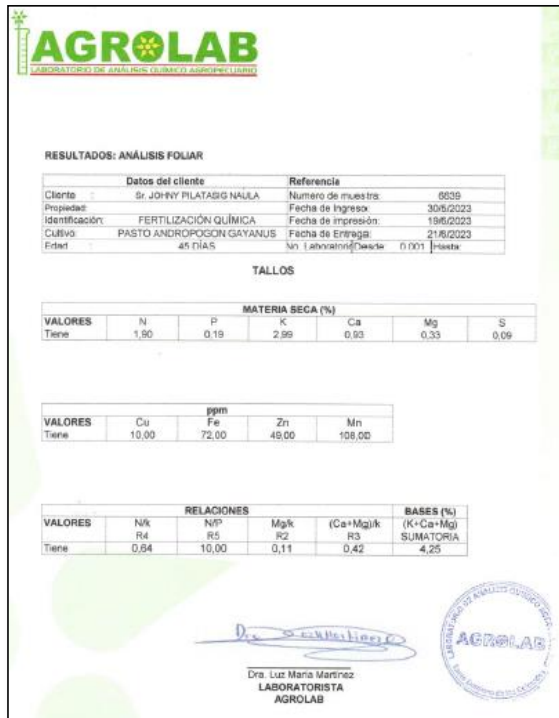 AGROLAB
LABORATORIO DE ANÁLISIS QUÍMICO AGROPECUARIO
RESULTADOS: ANÁLISIS FOLIAR
Datos del cliente Referencia
Cliente : Sr. JOHNY PILATASIG NAULA Numero de muestra: 6639
Propiedad: Fecha de Ingreso: 30/5/2023
Identificación: FERTILIZACIÓN QUÍMICA Fecha de impresión: 19/6/2023
Cultivo: PASTO ANDROPOGON GAYANUS Fecha de Entrega: 21/6/2023
Edad : 45 DÍAS No. Laboratorio Desde: 0.001 Hasta:
TALLOS
MATERIA SECA (%)
VALORES N P K Ca Mg S
Tiene 1,90 0,19 2,99 0,93 0,33 0,09
ppm
VALORES Cu Fe Zn Mn
Tiene 10,00 72,00 49,00 108,00
RELACIONES BASES (%)
VALORES N/k N/P Mg/k (Ca+Mg)/k (K+Ca+Mg)
R4 R5 R2 R3 SUMATORIA
Tiene 0,64 10,00 0,11 0,42 4,25
AGROLAB
Dra. Luz Maria Martinez
LABORATORISTA
AGROLAB